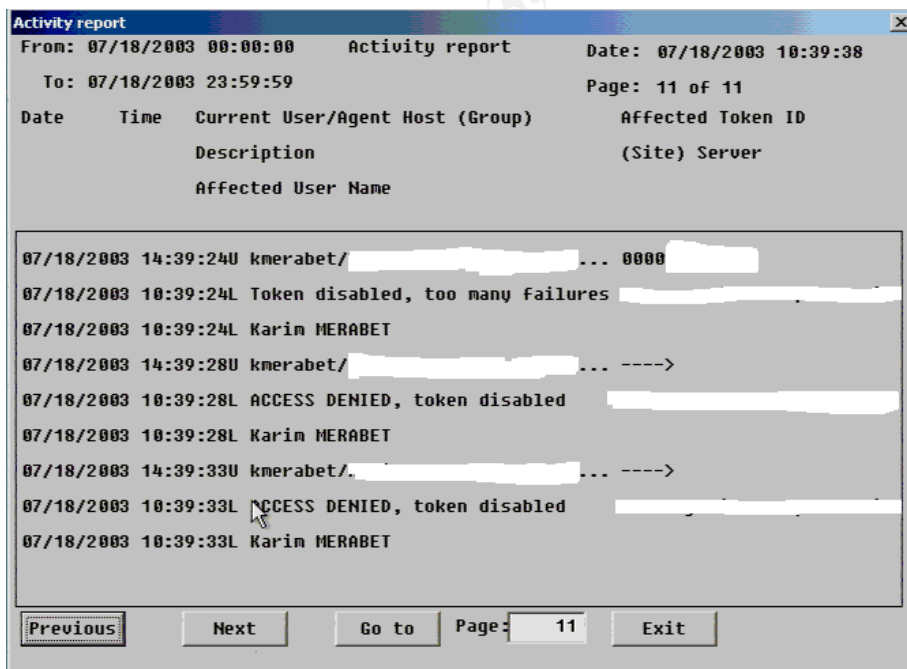 Activity report
From: 07/18/2003 00:00:00 Activity report Date: 07/18/2003 10:39:38
To: 07/18/2003 23:59:59 Page: 11 of 11
Date Time Current User/Agent Host (Group) Affected Token ID
Description (Site) Server
Affected User Name
07/18/2003 14:39:24U kmerabet/ ... 0000
07/18/2003 10:39:24L Token disabled, too many failures
07/18/2003 10:39:24L Karim MERABET
07/18/2003 14:39:28U kmerabet/ ... ---->
07/18/2003 10:39:28L ACCESS DENIED, token disabled
07/18/2003 10:39:28L Karim MERABET
07/18/2003 14:39:33U kmerabet/ ... ---->
07/18/2003 10:39:33L ACCESS DENIED, token disabled
07/18/2003 10:39:33L Karim MERABET
Previous Next Go to Page: 11 Exit